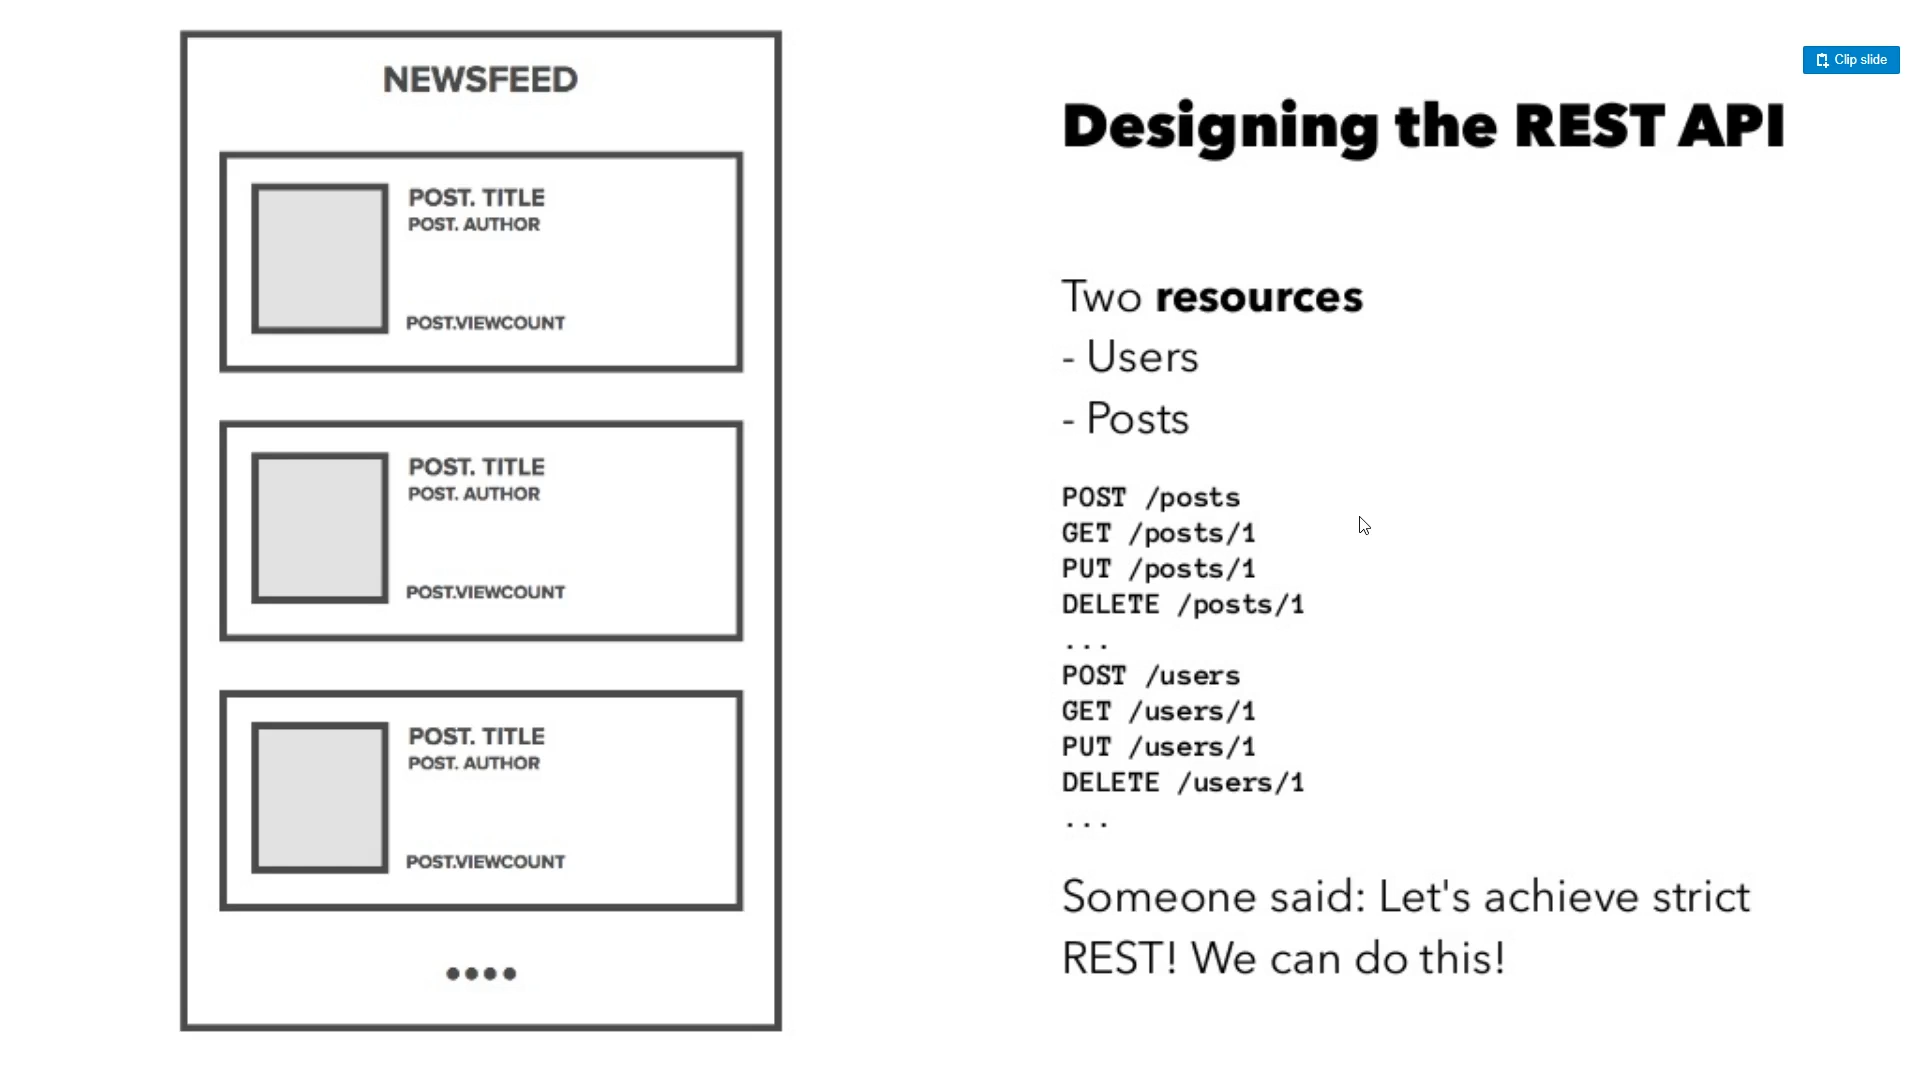 NEWSFEED
POST. TITLE
POST. AUTHOR
POST.VIEWCOUNT
POST. TITLE
POST. AUTHOR
POST.VIEWCOUNT
POST. TITLE
POST. AUTHOR
POST.VIEWCOUNT
Clip slide
Designing the REST API
Two resources
- Users
- Posts
POST /posts
GET /posts/1
PUT /posts/1
DELETE /posts/1
...
POST /users
GET /users/1
PUT /users/1
DELETE /users/1
...
Someone said: Let's achieve strict
REST! We can do this!